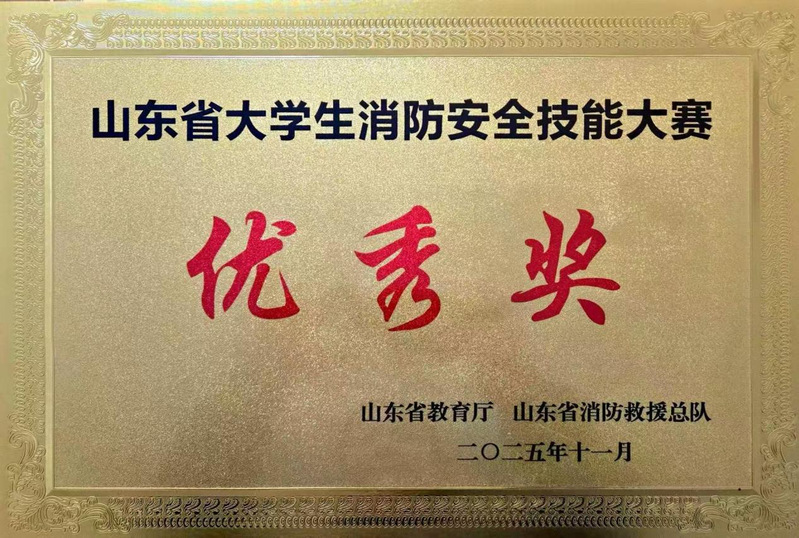 山东省大学生消防安全技能大赛
优秀奖
山东省教育厅 山东省消防救援总队
二〇二五年十一月